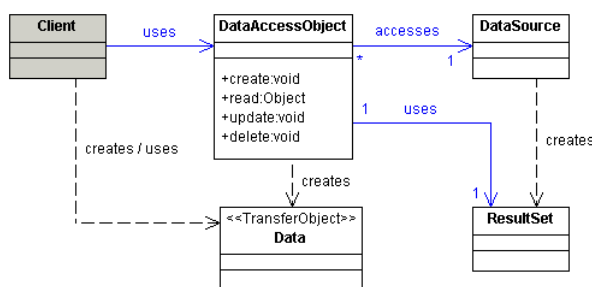 Client
uses
DataAccessObject
accesses
DataSource
*
1
+create:void
+read:Object
+update:void
+delete:void
1
uses
creates / uses
creates
creates
1
<<TransferObject>>
Data
ResultSet